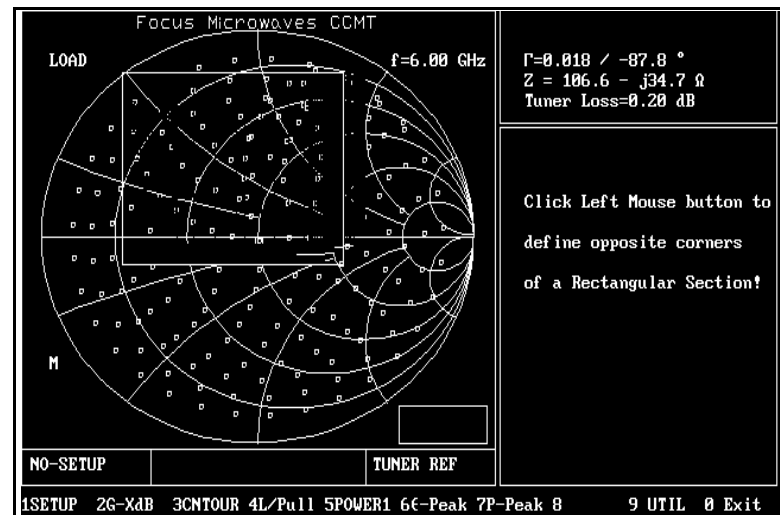 Focus Microwaves CCMT
LOAD
f=6.00 GHz
Γ=0.018 / -87.8 °
Z = 106.6 - j34.7 Ω
Tuner Loss=0.20 dB
Click Left Mouse button to
define opposite corners
of a Rectangular Section!
M
NO-SETUP
TUNER REF
1SETUP 2G-XdB 3CNTOUR 4L/Pull 5POWER1 6€-Peak 7P-Peak 8 9 UTIL 0 Exit